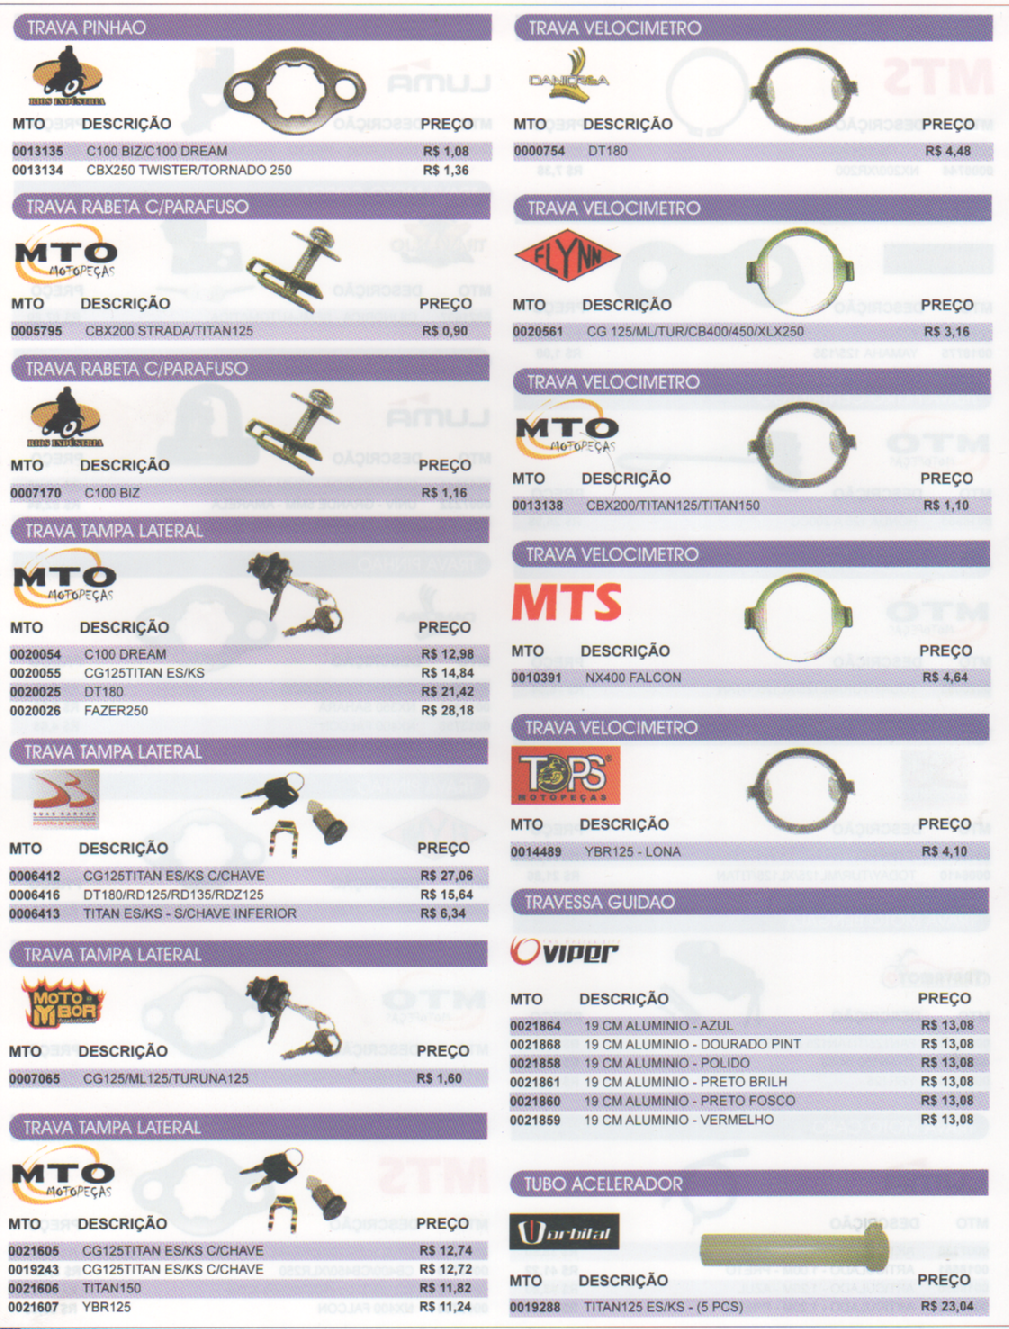 TRAVA PINHAO
RIOS INDÚSTRIA
MTO DESCRIÇÃO PREÇO
0013135 C100 BIZ/C100 DREAM R$ 1,08
0013134 CBX250 TWISTER/TORNADO 250 R$ 1,36
TRAVA RABETA C/PARAFUSO
MTO
MOTOPEÇAS
MTO DESCRIÇÃO PREÇO
0005795 CBX200 STRADA/TITAN125 R$ 0,90
TRAVA RABETA C/PARAFUSO
RIOS INDÚSTRIA
MTO DESCRIÇÃO PREÇO
0007170 C100 BIZ R$ 1,16
TRAVA TAMPA LATERAL
MTO
MOTOPEÇAS
MTO DESCRIÇÃO PREÇO
0020054 C100 DREAM R$ 12,98
0020055 CG125TITAN ES/KS R$ 14,84
0020025 DT180 R$ 21,42
0020026 FAZER250 R$ 28,18
TRAVA TAMPA LATERAL
MTO DESCRIÇÃO PREÇO
0006412 CG125TITAN ES/KS C/CHAVE R$ 27,06
0006416 DT180/RD125/RD135/RDZ125 R$ 15,64
0006413 TITAN ES/KS - S/CHAVE INFERIOR R$ 6,34
TRAVA TAMPA LATERAL
MOTO
BOR
MTO DESCRIÇÃO PREÇO
0007065 CG125/ML125/TURUNA125 R$ 1,60
TRAVA TAMPA LATERAL
MTO
MOTOPEÇAS
MTO DESCRIÇÃO PREÇO
0021605 CG125TITAN ES/KS C/CHAVE R$ 12,74
0019243 CG125TITAN ES/KS C/CHAVE R$ 12,72
0021606 TITAN150 R$ 11,82
0021607 YBR125 R$ 11,24
TRAVA VELOCIMETRO
DANIDREA
MTO DESCRIÇÃO PREÇO
0000754 DT180 R$ 4,48
TRAVA VELOCIMETRO
FLYNN
MTO DESCRIÇÃO PREÇO
0020561 CG 125/ML/TUR/CB400/450/XLX250 R$ 3,16
TRAVA VELOCIMETRO
MTO
MOTOPEÇAS
MTO DESCRIÇÃO PREÇO
0013138 CBX200/TITAN125/TITAN150 R$ 1,10
TRAVA VELOCIMETRO
MTS
MTO DESCRIÇÃO PREÇO
0010391 NX400 FALCON R$ 4,64
TRAVA VELOCIMETRO
TOPS
MOTOPEÇAS
MTO DESCRIÇÃO PREÇO
0014489 YBR125 - LONA R$ 4,10
TRAVESSA GUIDAO
VIPER
MTO DESCRIÇÃO PREÇO
0021864 19 CM ALUMINIO - AZUL R$ 13,08
0021868 19 CM ALUMINIO - DOURADO PINT R$ 13,08
0021858 19 CM ALUMINIO - POLIDO R$ 13,08
0021861 19 CM ALUMINIO - PRETO BRILH R$ 13,08
0021860 19 CM ALUMINIO - PRETO FOSCO R$ 13,08
0021859 19 CM ALUMINIO - VERMELHO R$ 13,08
TUBO ACELERADOR
orbital
MTO DESCRIÇÃO PREÇO
0019288 TITAN125 ES/KS - (5 PCS) R$ 23,04